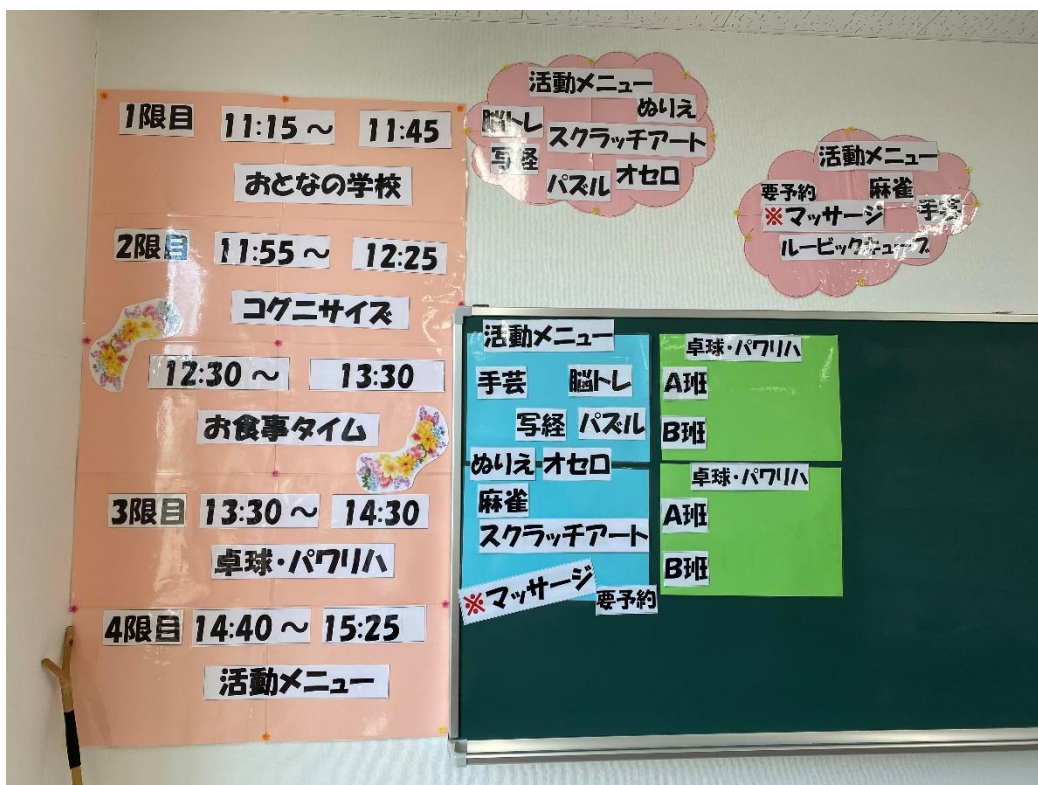 1限目 11:15～ 11:45
おとなの学校
2限目 11:55～ 12:25
コグニサイズ
12:30～ 13:30
お食事タイム
3限目 13:30～ 14:30
卓球・パワリハ
4限目 14:40～ 15:25
活動メニュー
活動メニュー
ぬりえ
脳トレ
スクラッチアート
写経
パズル オセロ
活動メニュー
要予約 麻雀
※マッサージ 手芸
ルービックキューブ
活動メニュー
手芸 脳トレ
写経 パズル
ぬりえ オセロ
麻雀
スクラッチアート
※マッサージ 要予約
卓球・パワリハ
A班
B班
卓球・パワリハ
A班
B班